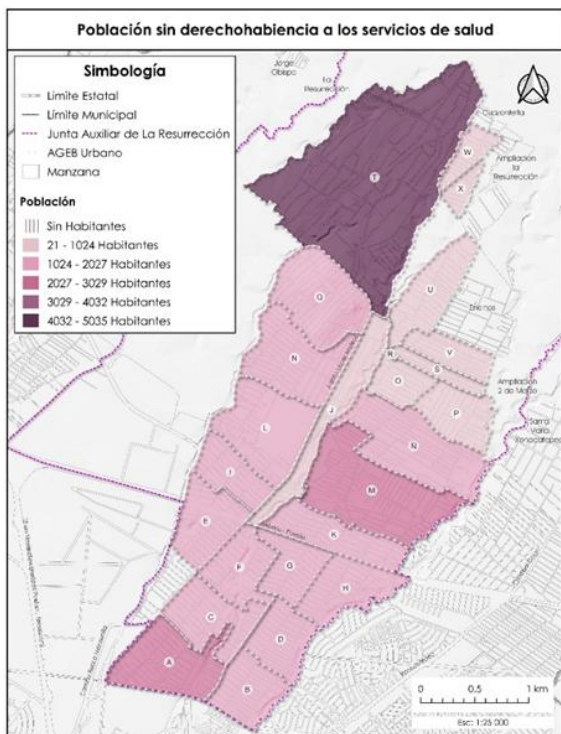 Población sin derechohabiencia a los servicios de salud
Simbología
Límite Estatal
Límite Municipal
Junta Auxiliar de La Resurrección
AGEB Urbano
Manzana
Población
Sin Habitantes
21 - 1024 Habitantes
1024 - 2027 Habitantes
2027 - 3029 Habitantes
3029 - 4032 Habitantes
4032 - 5035 Habitantes
Jorge
Obispo
la
Resurrección
W
Ampliación
la
Resurrección
X
T
U
Q
V
R
S
N
O
Ampliación
2 de Marzo
P
J
L
Ñ
Santa
María
Xonacatepec
I
M
E
K
F
G
H
C
D
A
B
0 0.5 1 km
Esc: 1:25 000